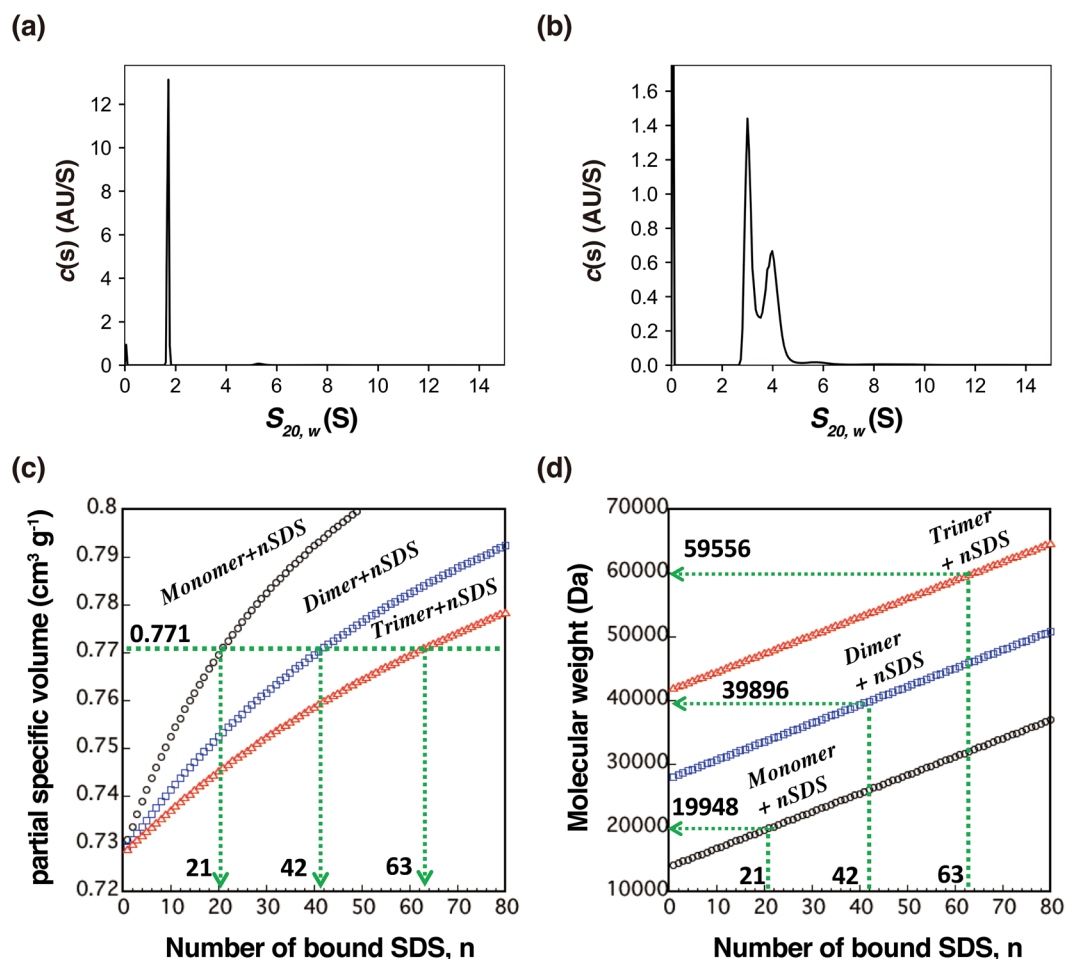 (a)
(b)
c(s) (AU/S)
12
10
8
6
4
2
0
0 2 4 6 8 10 12 14
S20, w (S)
c(s) (AU/S)
1.6
1.4
1.2
1.0
0.8
0.6
0.4
0.2
0.0
0 2 4 6 8 10 12 14
S20, w (S)
(c)
(d)
partial specific volume (cm³ g⁻¹)
0.8
0.79
0.78
0.77
0.76
0.75
0.74
0.73
0.72
Monomer+nSDS
Dimer+nSDS
Trimer+nSDS
0.771
21
42
63
0 10 20 30 40 50 60 70 80
Number of bound SDS, n
Molecular weight (Da)
70000
60000
50000
40000
30000
20000
10000
Trimer
+ nSDS
59556
Dimer
+ nSDS
39896
Monomer
+ nSDS
19948
21
42
63
0 10 20 30 40 50 60 70 80
Number of bound SDS, n